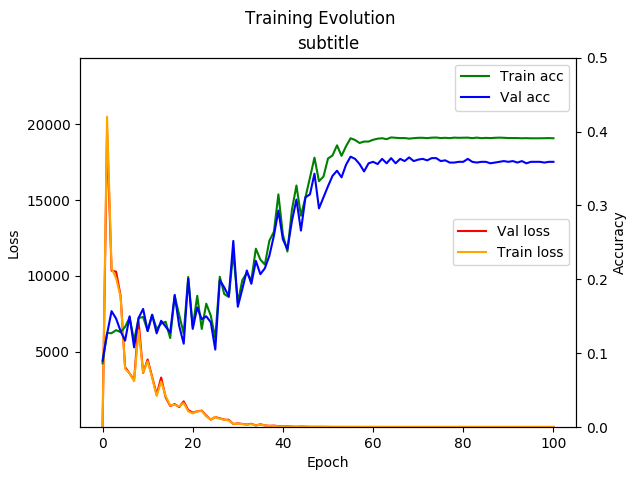 Training Evolution
subtitle
Train acc
Val acc
Val loss
Train loss
Loss
20000
15000
10000
5000
0.5
0.4
0.3
0.2
0.1
0.0
Accuracy
0 20 40 60 80 100
Epoch